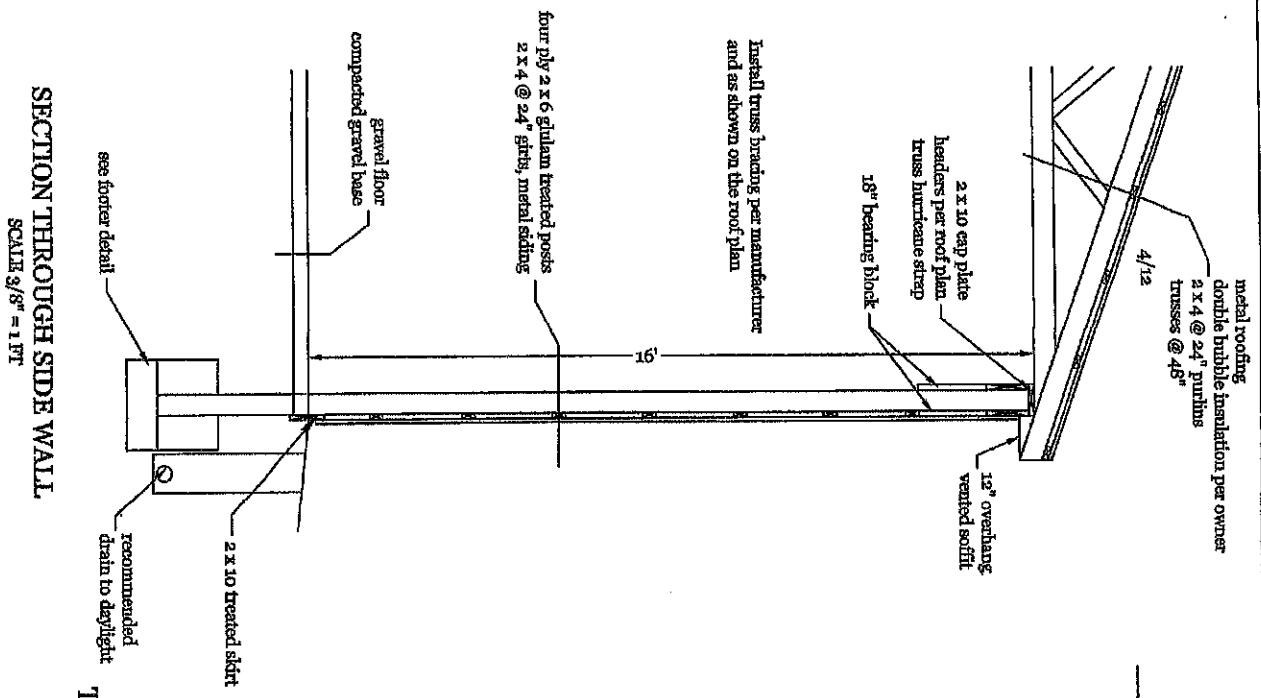 metal roofing
double bubble insulation per owner
2 x 4 @ 24" purlins
trusses @ 48"
4/12
2 x 10 cap plate
headers per roof plan
truss hurricane strap
18" bearing block
12" overhang
vented soffit
Install truss bracing per manufacturer
and as shown on the roof plan
16'
four ply 2 x 6 glulam treated posts
2 x 4 @ 24" girts, metal siding
gravel floor
compacted gravel base
2 x 10 treated skirt
see footer detail
recommended
drain to daylight
SECTION THROUGH SIDE WALL
SCALE 3/8" = 1 FT
T